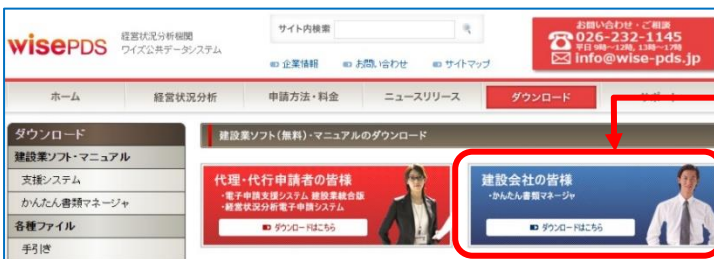 wisePDS
経営状況分析機関
ワイズ公共データシステム
サイト内検索
企業情報 お問い合わせ サイトマップ
お問い合わせ・ご相談
026-232-1145
平日 9時~12時, 13時~17時
info@wise-pds.jp
ホーム 経営状況分析 申請方法・料金 ニュースリリース ダウンロード
ダウンロード
建設業ソフト・マニュアル
支援システム
かんたん書類マネージャ
各種ファイル
手引き
建設業ソフト(無料)・マニュアルのダウンロード
代理・代行申請者の皆様
・電子申請支援システム 建設業統合版
・経営状況分析電子申請システム
ダウンロードはこちら
建設会社の皆様
・かんたん書類マネージャ
ダウンロードはこちら